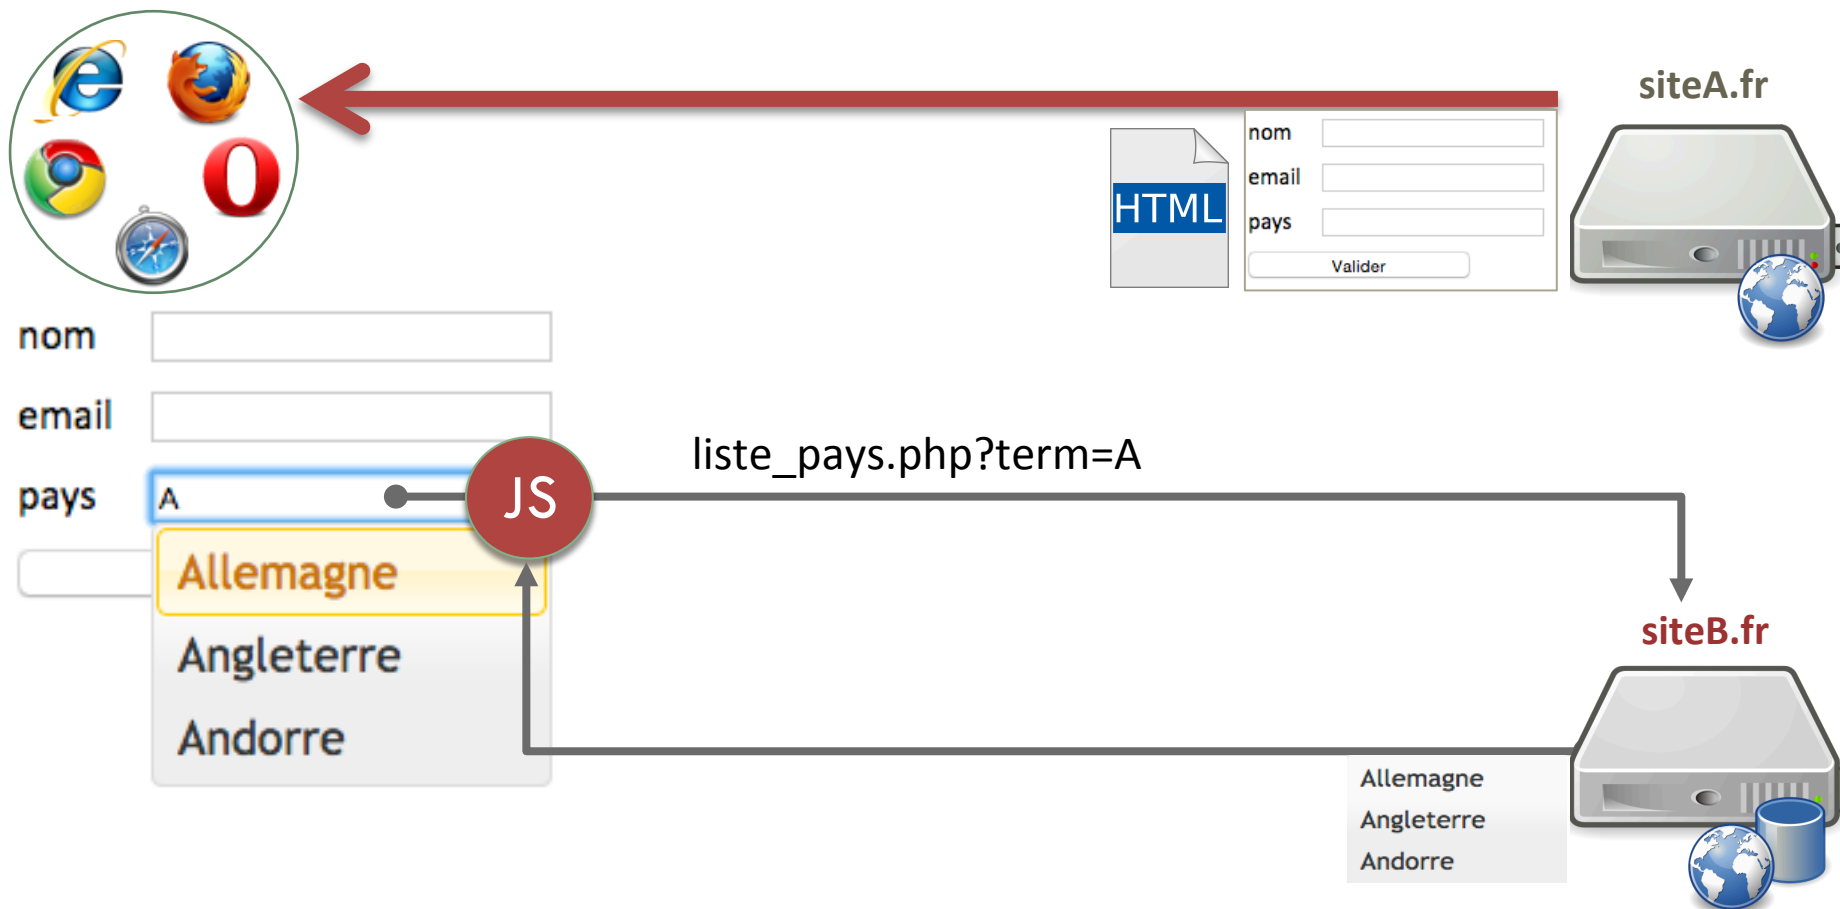 siteA.fr
HTML
nom
email
pays
Valider
nom
email
pays
A
JS
liste_pays.php?term=A
Allemagne
Angleterre
Andorre
siteB.fr
Allemagne
Angleterre
Andorre